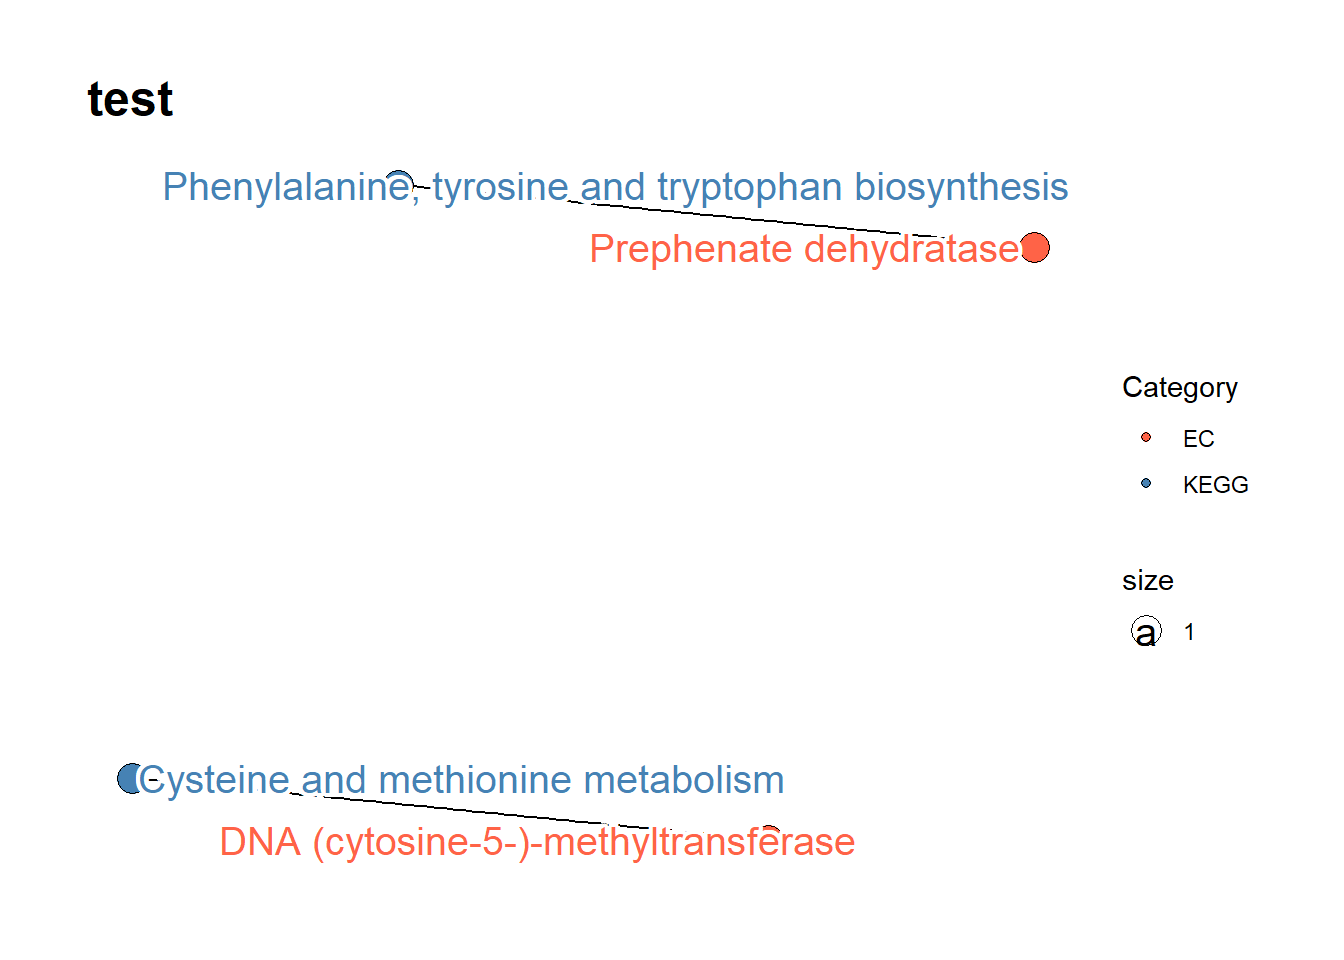 test
Phenylalanine, tyrosine and tryptophan biosynthesis
Prephenate dehydratase
Category
EC
KEGG
size
a 1
Cysteine and methionine metabolism
DNA (cytosine-5-)-methyltransferase